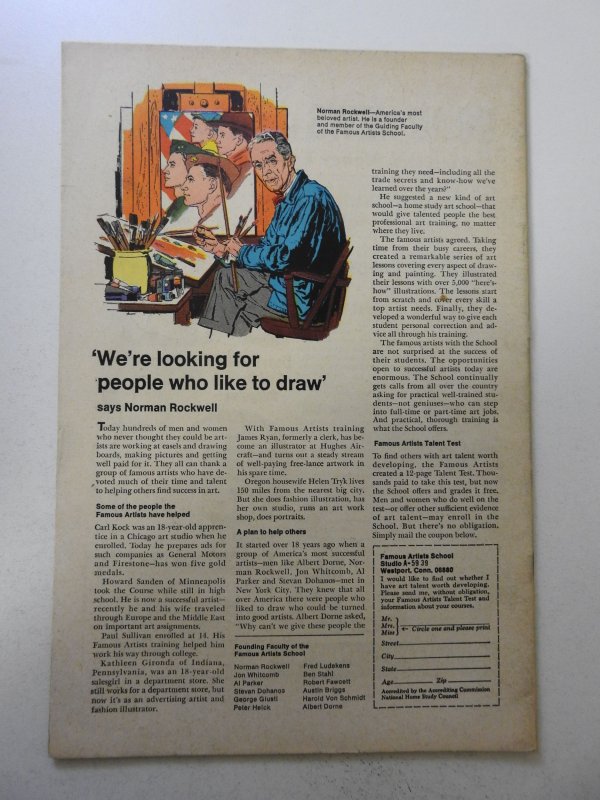 Norman Rockwell—America's most
beloved artist. He is a founder
and member of the Guiding Faculty
of the Famous Artists School.
'We're looking for
people who like to draw'
says Norman Rockwell
Today hundreds of men and women
who never thought they could be art-
ists are working at easels and drawing
boards, making pictures and getting
well paid for it. They all can thank a
group of famous artists who have de-
voted much of their time and talent
to helping others find success in art.
Some of the people the
Famous Artists have helped
Carl Kock was an 18-year-old appren-
tice in a Chicago art studio when he
enrolled. Today he prepares ads for
such companies as General Motors
and Firestone—has won five gold
medals.
Howard Sanden of Minneapolis
took the Course while still in high
school. He is now a successful artist—
recently he and his wife traveled
through Europe and the Middle East
on important art assignments.
Paul Sullivan enrolled at 14. His
Famous Artists training helped him
work his way through college.
Kathleen Gironda of Indiana,
Pennsylvania, was an 18-year-old
salesgirl in a department store. She
still works for a department store, but
now it's as an advertising artist and
fashion illustrator.
With Famous Artists training
James Ryan, formerly a clerk, has be-
come an illustrator at Hughes Air-
craft—and turns out a steady stream
of well-paying free-lance artwork in
his spare time.
Oregon housewife Helen Tryk lives
150 miles from the nearest big city.
But she does fashion illustration, has
her own studio, runs an art work
shop, does portraits.
A plan to help others
It started over 18 years ago when a
group of America's most successful
artists—men like Albert Dorne, Nor-
man Rockwell, Jon Whitcomb, Al
Parker and Stevan Dohanos—met in
New York City. They knew that all
over America there were people who
liked to draw who could be turned
into good artists. Albert Dorne asked,
"Why can't we give these people the
Founding Faculty of the
Famous Artists School
Norman Rockwell
Jon Whitcomb
Al Parker
Stevan Dohanos
George Giusti
Peter Helck
Fred Ludekens
Ben Stahl
Robert Fawcett
Austin Briggs
Harold Von Schmidt
Albert Dorne
training they need—including all the
trade secrets and know-how we've
learned over the years?"
He suggested a new kind of art
school—a home study art school—that
would give talented people the best
professional art training, no matter
where they live.
The famous artists agreed. Taking
time from their busy careers, they
created a remarkable series of art
lessons covering every aspect of draw-
ing and painting. They illustrated
their lessons with over 5,000 "here's-
how" illustrations. The lessons start
from scratch and cover every skill a
top artist needs. Finally, they de-
veloped a wonderful way to give each
student personal correction and ad-
vice all through his training.
The famous artists with the School
are not surprised at the success of
their students. The opportunities
open to successful artists today are
enormous. The School continually
gets calls from all over the country
asking for practical well-trained stu-
dents—not geniuses—who can step
into full-time or part-time art jobs.
And practical, thorough training is
what the School offers.
Famous Artists Talent Test
To find others with art talent worth
developing, the Famous Artists
created a 12-page Talent Test. Thou-
sands paid to take this test, but now
the School offers and grades it free.
Men and women who do well on the
test—or offer other sufficient evidence
of art talent—may enroll in the
School. But there's no obligation.
Simply mail the coupon below.
Famous Artists School
Studio A-59 39
Westport, Conn. 06880
I would like to find out whether I
have art talent worth developing.
Please send me, without obligation,
your Famous Artists Talent Test and
information about your courses.
Mr.
Mrs. ← Circle one and please print
Miss
Street
City
State
Age Zip
Accredited by the Accrediting Commission
National Home Study Council